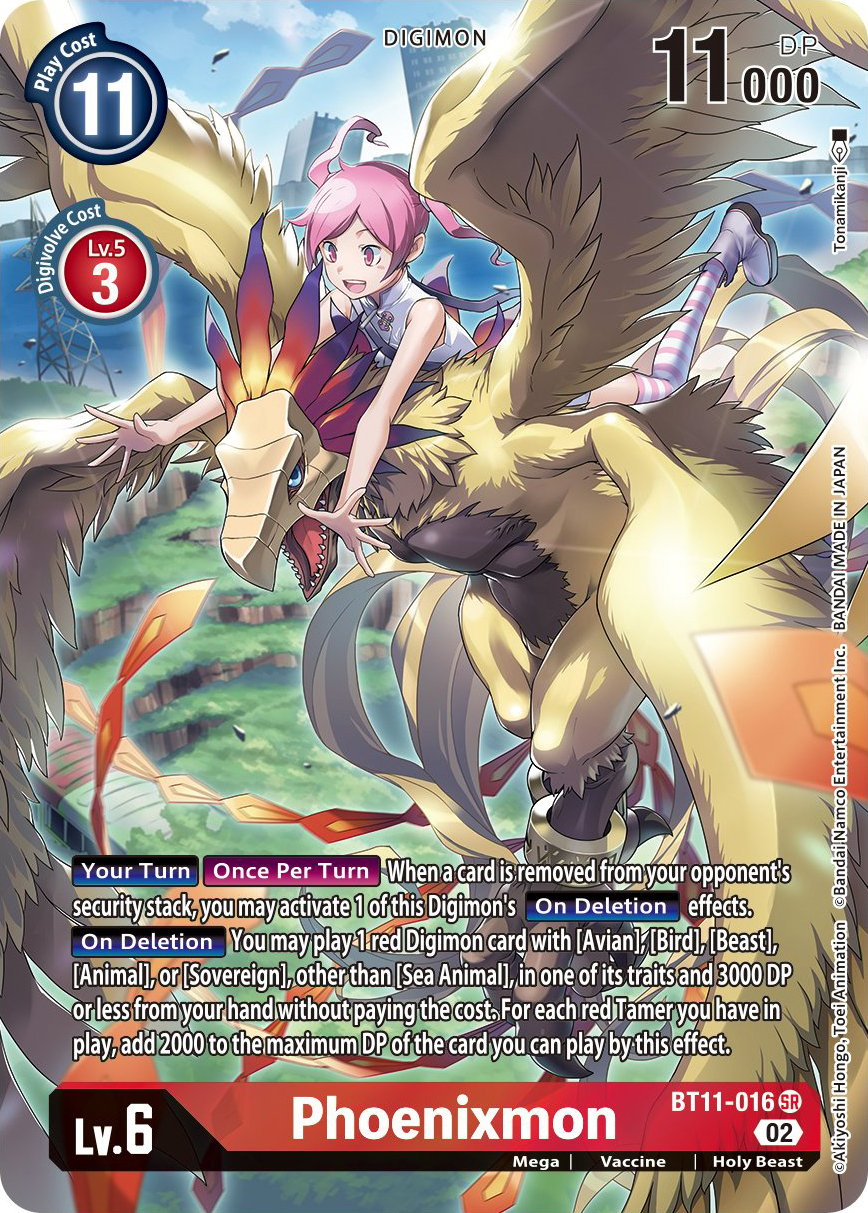 DIGIMON
Play Cost
11
DP
11000
Digivolve Cost
Lv.5
3
Tonamikanji
Your Turn Once Per Turn When a card is removed from your opponent's
security stack, you may activate 1 of this Digimon's On Deletion effects.
On Deletion You may play 1 red Digimon card with [Avian], [Bird], [Beast],
[Animal], or [Sovereign], other than [Sea Animal], in one of its traits and 3000 DP
or less from your hand without paying the cost. For each red Tamer you have in
play, add 2000 to the maximum DP of the card you can play by this effect.
©Akiyoshi Hongo, Toei Animation ©Bandai Namco Entertainment Inc. BANDAI MADE IN JAPAN
Lv.6
Phoenixmon
BT11-016 SR
02
Mega | Vaccine | Holy Beast